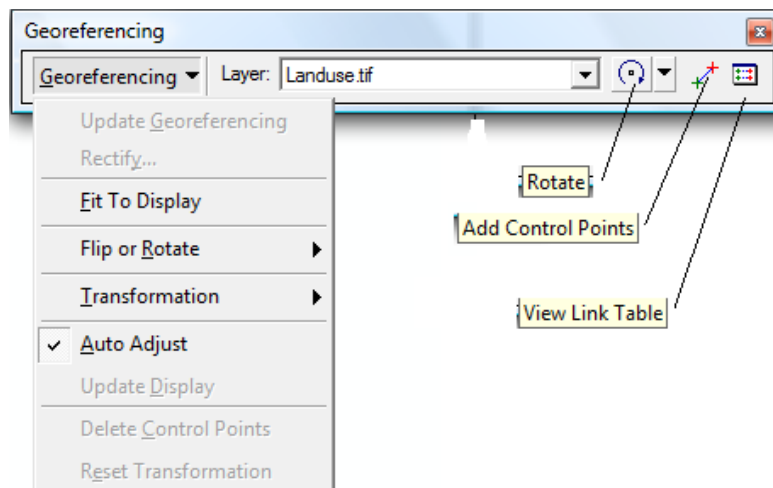 Georeferencing
Georeferencing Layer: Landuse.tif
Update Georeferencing
Rectify...
Fit To Display
Flip or Rotate
Transformation
Auto Adjust
Update Display
Delete Control Points
Reset Transformation
Rotate
Add Control Points
View Link Table